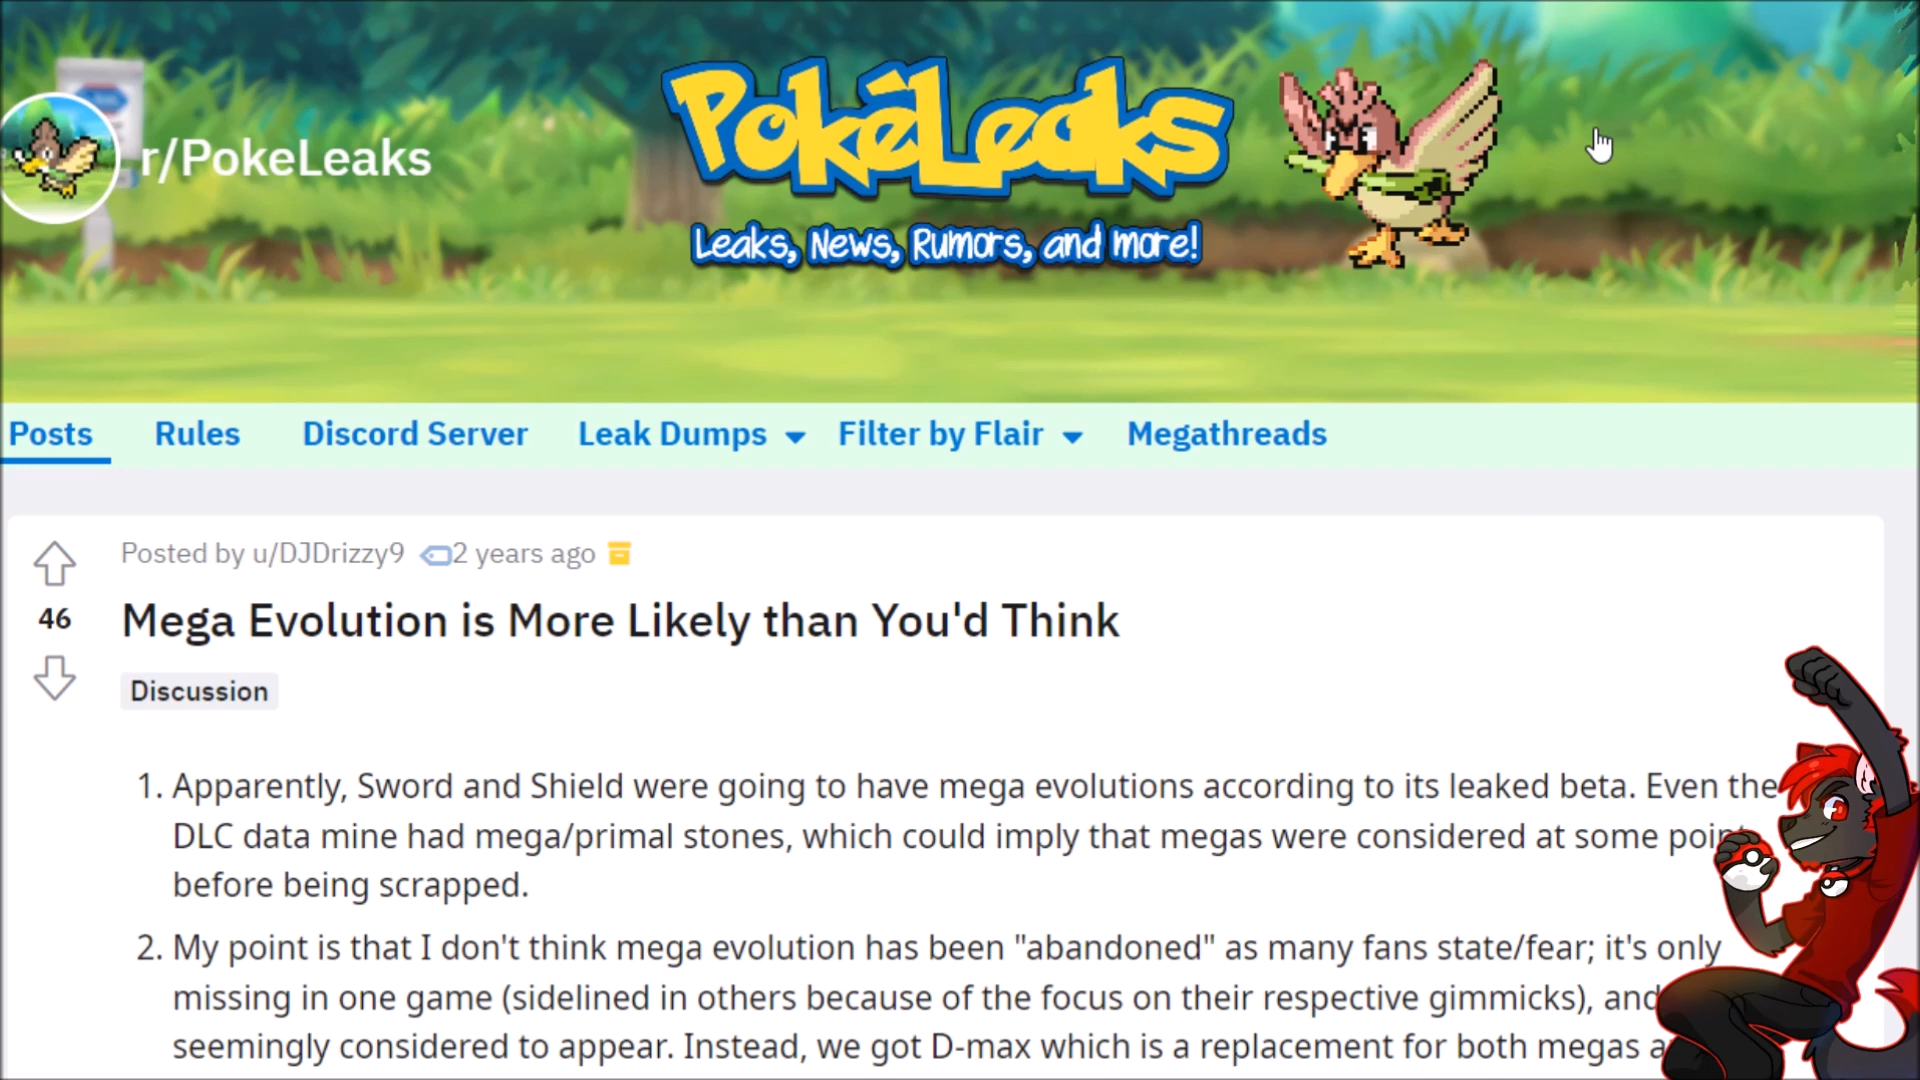 PokéLeaks
r/PokeLeaks
Leaks, News, Rumors, and more!
Posts Rules Discord Server Leak Dumps Filter by Flair Megathreads
Posted by u/DJDrizzy9 2 years ago
46
Mega Evolution is More Likely than You'd Think
Discussion
1. Apparently, Sword and Shield were going to have mega evolutions according to its leaked beta. Even the
DLC data mine had mega/primal stones, which could imply that megas were considered at some point
before being scrapped.
2. My point is that I don't think mega evolution has been "abandoned" as many fans state/fear; it's only
missing in one game (sidelined in others because of the focus on their respective gimmicks), and
seemingly considered to appear. Instead, we got D-max which is a replacement for both megas